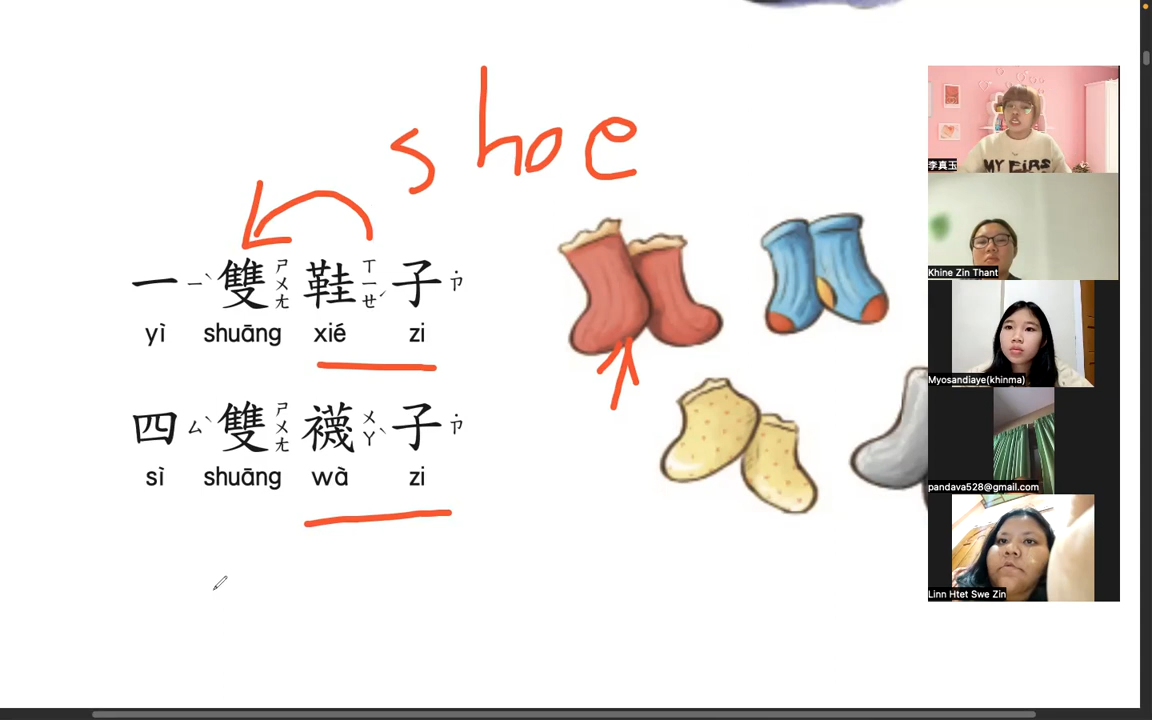 shoe
一ㄧˋ雙ㄕㄨㄤ鞋ㄒㄧㄝˊ子˙ㄗ
yì shuāng xié zi
四ㄙˋ雙ㄕㄨㄤ襪ㄨㄚˋ子˙ㄗ
sì shuāng wà zi
MY FIRS
李真玉
Khine Zin Thant
Myosandiaye(khinma)
pandava528@gmail.com
Linn Htet Swe Zin